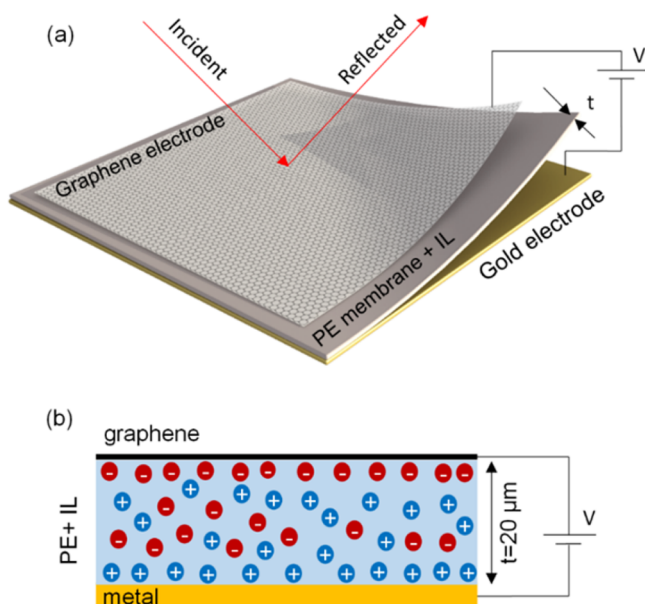 (a)
Incident
Reflected
V
t
Graphene electrode
PE membrane + IL
Gold electrode
(b)
graphene
- - - - - - - - - - -
+ - + + + +
+ - - - +
- - - + + - + - -
+ + + + + + + + + + +
PE+ IL
t=20 μm
V
metal